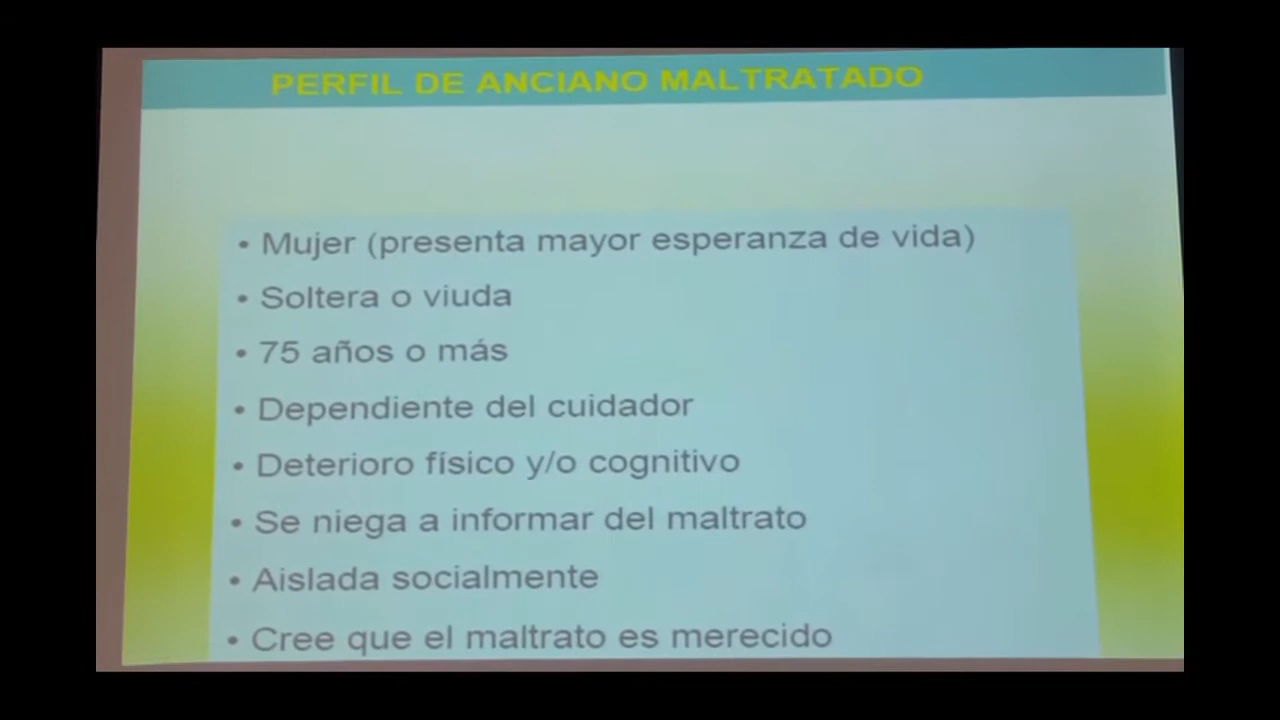 PERFIL DE ANCIANO MALTRATADO
• Mujer (presenta mayor esperanza de vida)
• Soltera o viuda
• 75 años o más
• Dependiente del cuidador
• Deterioro físico y/o cognitivo
• Se niega a informar del maltrato
• Aislada socialmente
• Cree que el maltrato es merecido